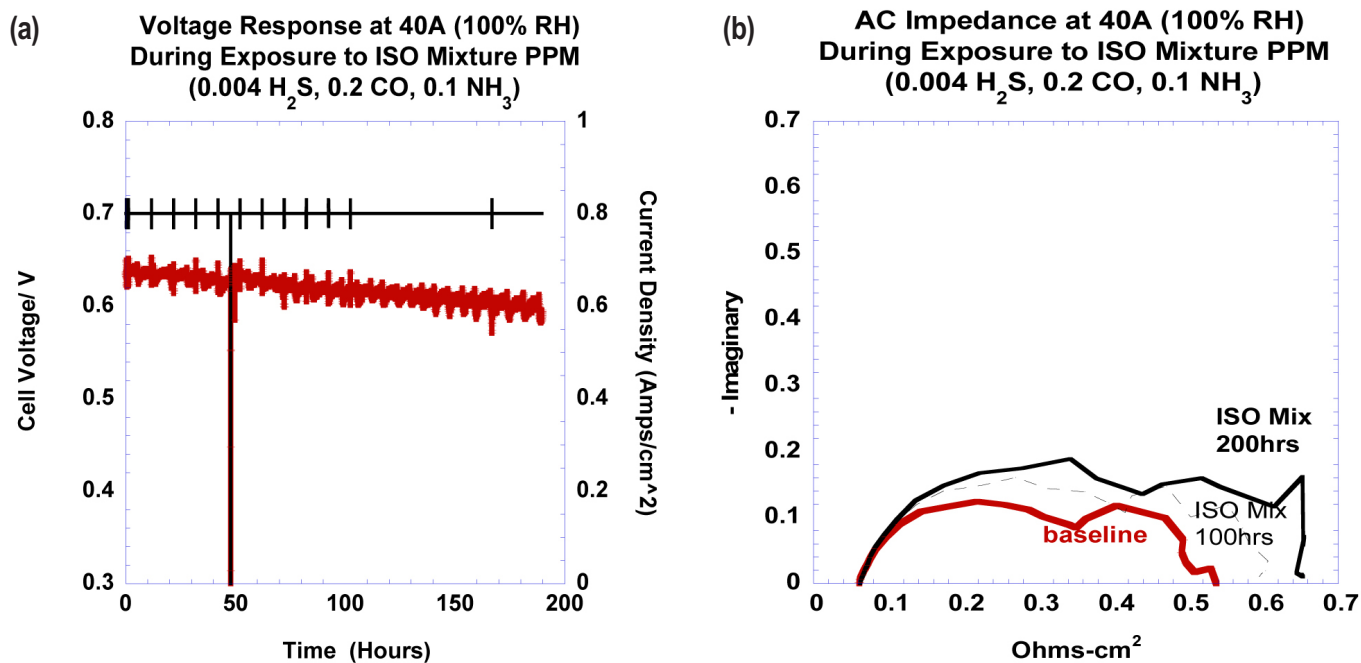 (a)
Voltage Response at 40A (100% RH)
During Exposure to ISO Mixture PPM
(0.004 H₂S, 0.2 CO, 0.1 NH₃)
0.8
0.7
0.6
0.5
0.4
0.3
Cell Voltage/ V
1
0.8
0.6
0.4
0.2
0
Current Density (Amps/cm^2)
0
50
100
150
200
Time (Hours)
(b)
AC Impedance at 40A (100% RH)
During Exposure to ISO Mixture PPM
(0.004 H₂S, 0.2 CO, 0.1 NH₃)
0.7
0.6
0.5
0.4
0.3
0.2
0.1
0
- Imaginary
ISO Mix
200hrs
ISO Mix
100hrs
baseline
0
0.1
0.2
0.3
0.4
0.5
0.6
0.7
Ohms-cm²